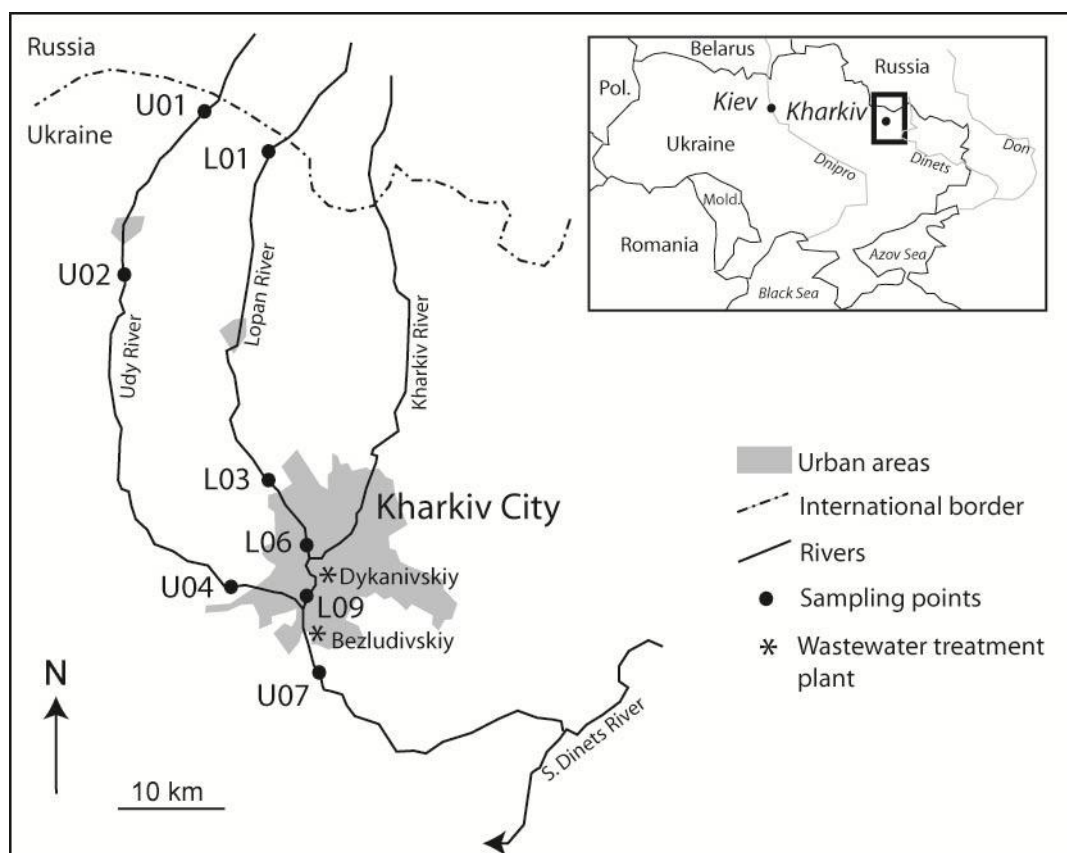 Russia
U01
Ukraine
L01
U02
Lopan River
Udy River
Kharkiv River
L03
Kharkiv City
L06
Dykanivskiy
U04
L09
Bezludivskiy
U07
S. Dinets River
N
10 km
Belarus
Russia
Pol.
Kiev
Kharkiv
Ukraine
Don
Dinets
Dnipro
Mold.
Romania
Azov Sea
Black Sea
Urban areas
International border
Rivers
Sampling points
Wastewater treatment
plant